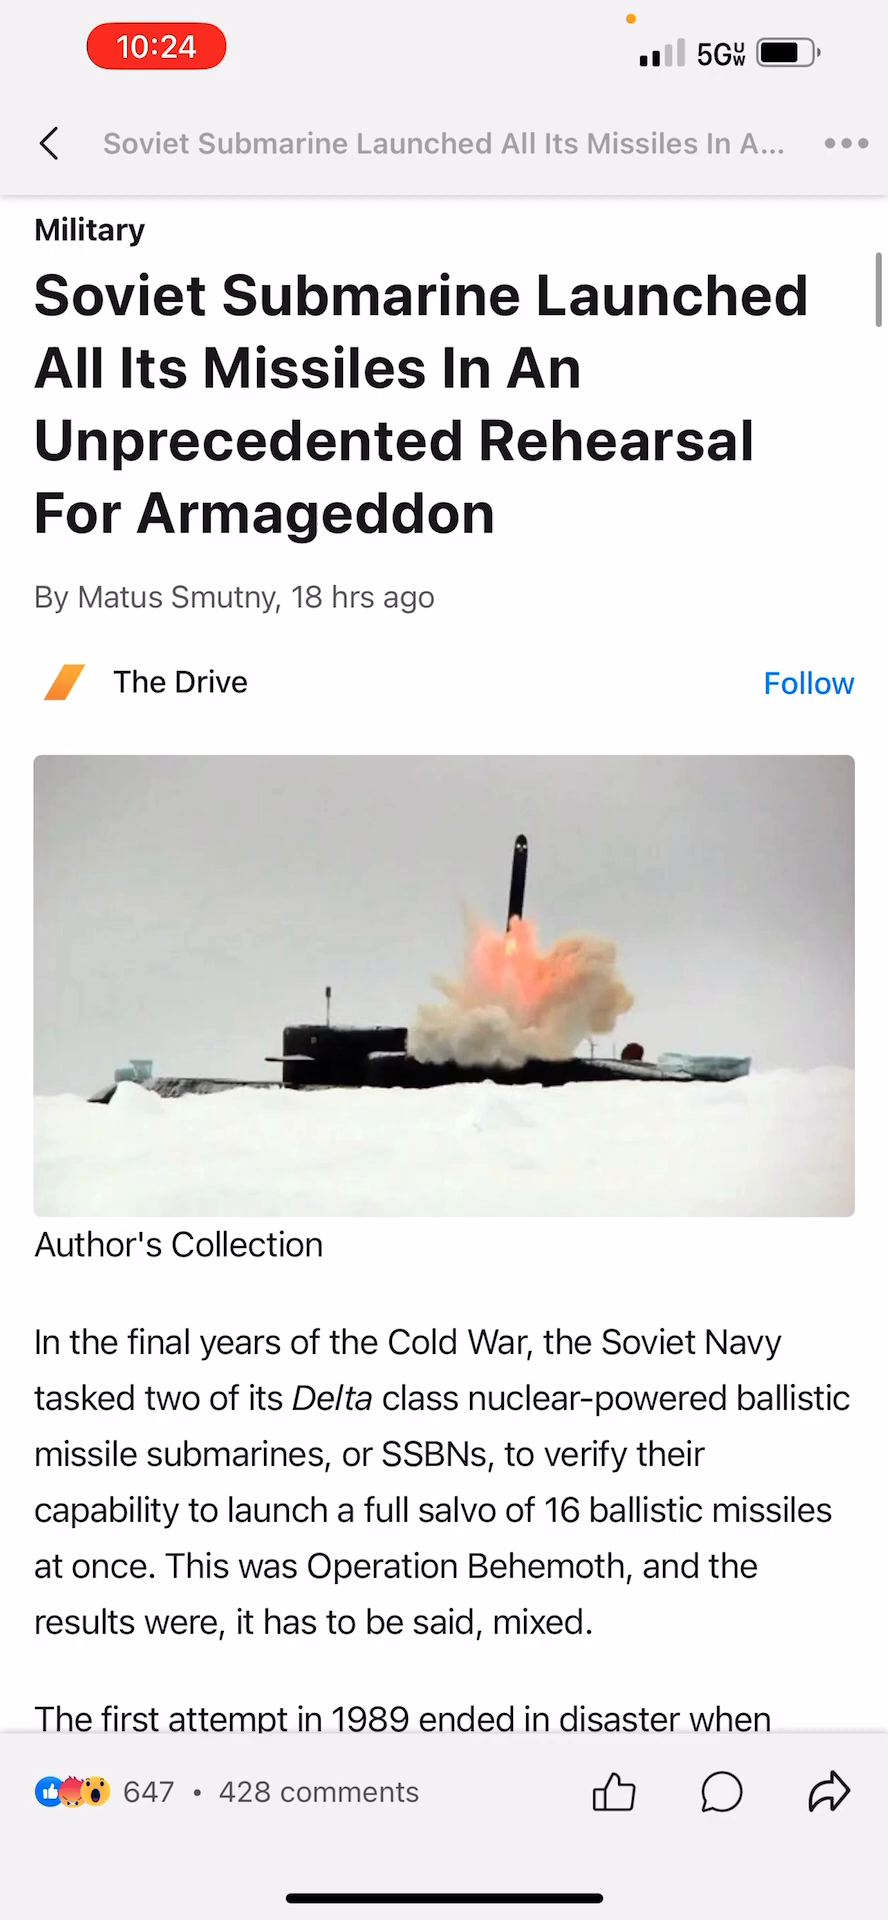 10:24
5GUW
Soviet Submarine Launched All Its Missiles In A...
Military
Soviet Submarine Launched
All Its Missiles In An
Unprecedented Rehearsal
For Armageddon
By Matus Smutny, 18 hrs ago
The Drive
Follow
Author's Collection
In the final years of the Cold War, the Soviet Navy
tasked two of its Delta class nuclear-powered ballistic
missile submarines, or SSBNs, to verify their
capability to launch a full salvo of 16 ballistic missiles
at once. This was Operation Behemoth, and the
results were, it has to be said, mixed.
The first attempt in 1989 ended in disaster when
647 • 428 comments